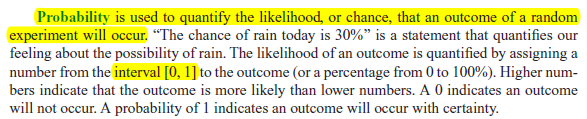 Probability is used to quantify the likelihood, or chance, that an outcome of a random
experiment will occur. “The chance of rain today is 30%” is a statement that quantifies our
feeling about the possibility of rain. The likelihood of an outcome is quantified by assigning a
number from the interval [0, 1] to the outcome (or a percentage from 0 to 100%). Higher num-
bers indicate that the outcome is more likely than lower numbers. A 0 indicates an outcome
will not occur. A probability of 1 indicates an outcome will occur with certainty.